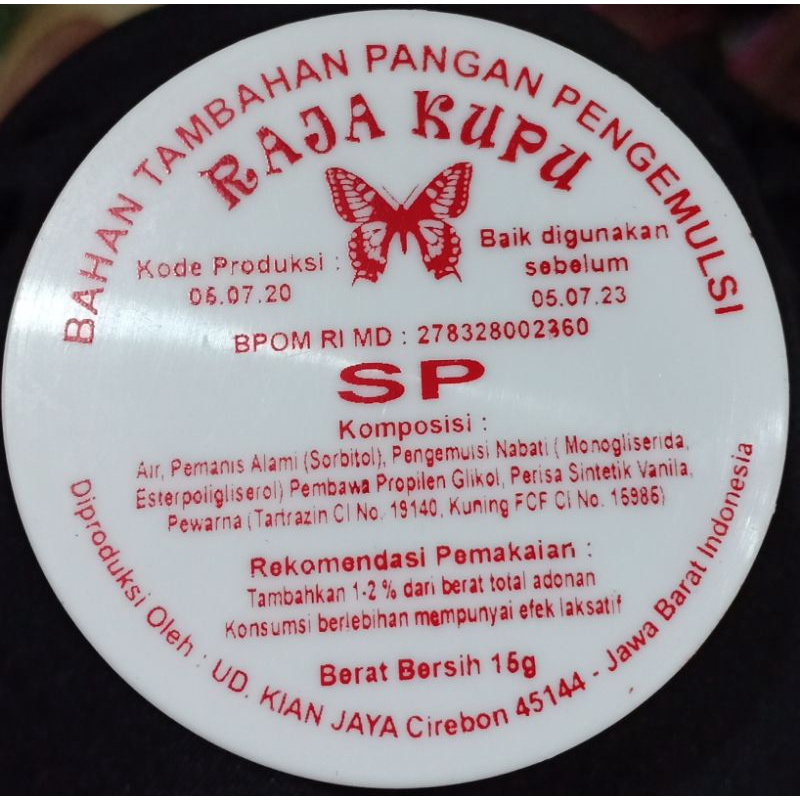 BAHAN TAMBAHAN PANGAN PENGEMULSI
RAJA KUPU
Kode Produksi :
05.07.20
Baik digunakan
sebelum
05.07.23
BPOM RI MD : 278328002360
SP
Komposisi :
Air, Pemanis Alami (Sorbitol), Pengemulsi Nabati ( Monogliserida,
Esterpoligliserol) Pembawa Propilen Glikol, Perisa Sintetik Vanila,
Pewarna (Tartrazin CI No. 19140, Kuning FCF CI No. 15985)
Rekomendasi Pemakaian :
Tambahkan 1-2 % dari berat total adonan
Konsumsi berlebihan mempunyai efek laksatif
Berat Bersih 15g
Diproduksi Oleh : UD. KIAN JAYA Cirebon 45144 - Jawa Barat Indonesia